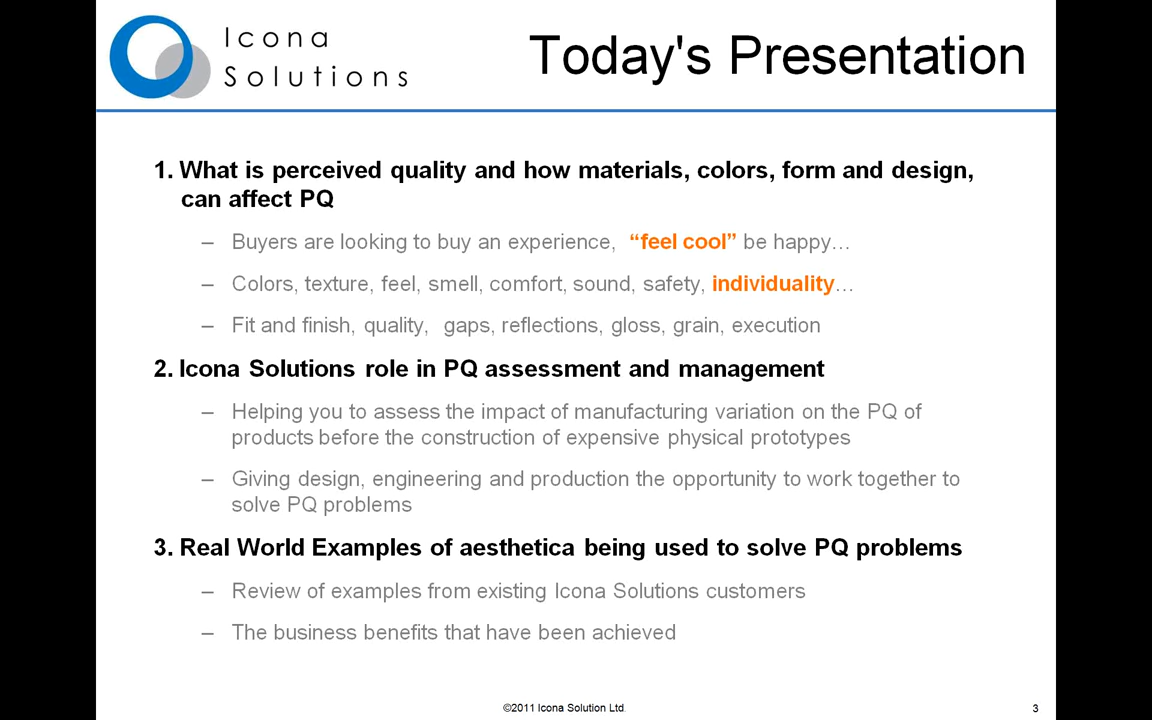 Icona
Solutions
Today's Presentation
1. What is perceived quality and how materials, colors, form and design,
can affect PQ
– Buyers are looking to buy an experience, “feel cool” be happy…
– Colors, texture, feel, smell, comfort, sound, safety, individuality…
– Fit and finish, quality, gaps, reflections, gloss, grain, execution
2. Icona Solutions role in PQ assessment and management
– Helping you to assess the impact of manufacturing variation on the PQ of
products before the construction of expensive physical prototypes
– Giving design, engineering and production the opportunity to work together to
solve PQ problems
3. Real World Examples of aesthetica being used to solve PQ problems
– Review of examples from existing Icona Solutions customers
– The business benefits that have been achieved
©2011 Icona Solution Ltd.
3